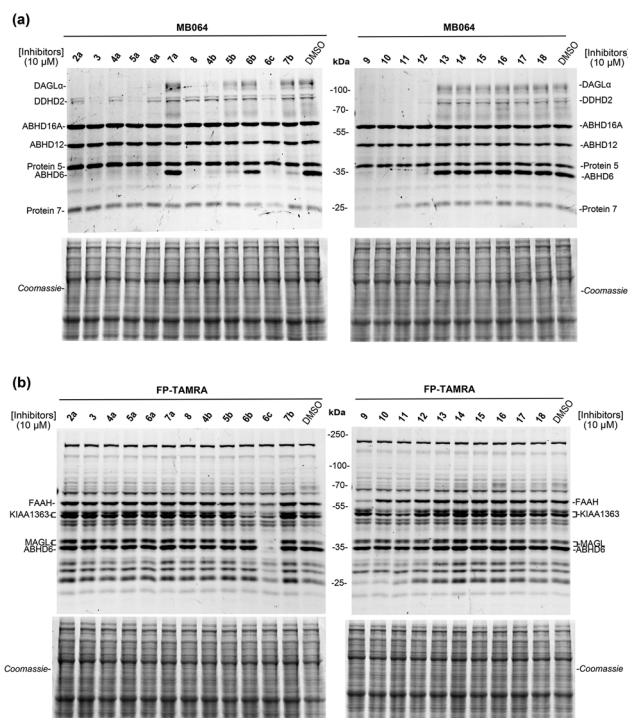 (a)
MB064
MB064
[Inhibitors] (10 µM)
2a 3 4a 5a 6a 7a 8 4b 5b 6b 6c 7b DMSO
kDa
9 10 11 12 13 14 15 16 17 18 DMSO
[Inhibitors] (10 µM)
DAGLα-
DDHD2-
ABHD16A-
ABHD12-
Protein 5-
ABHD6-
Protein 7-
-100-
-70-
-55-
-35-
-25-
-DAGLα
-DDHD2
-ABHD16A
-ABHD12
-Protein 5
-ABHD6
-Protein 7
Coomassie-
-Coomassie
(b)
FP-TAMRA
FP-TAMRA
[Inhibitors] (10 µM)
2a 3 4a 5a 6a 7a 8 4b 5b 6b 6c 7b DMSO
kDa
9 10 11 12 13 14 15 16 17 18 DMSO
[Inhibitors] (10 µM)
FAAH-
KIAA1363
MAGL
ABHD6
-250-
-100-
-70-
-55-
-35-
-25-
-FAAH
-KIAA1363
-MAGL
-ABHD6
Coomassie-
-Coomassie